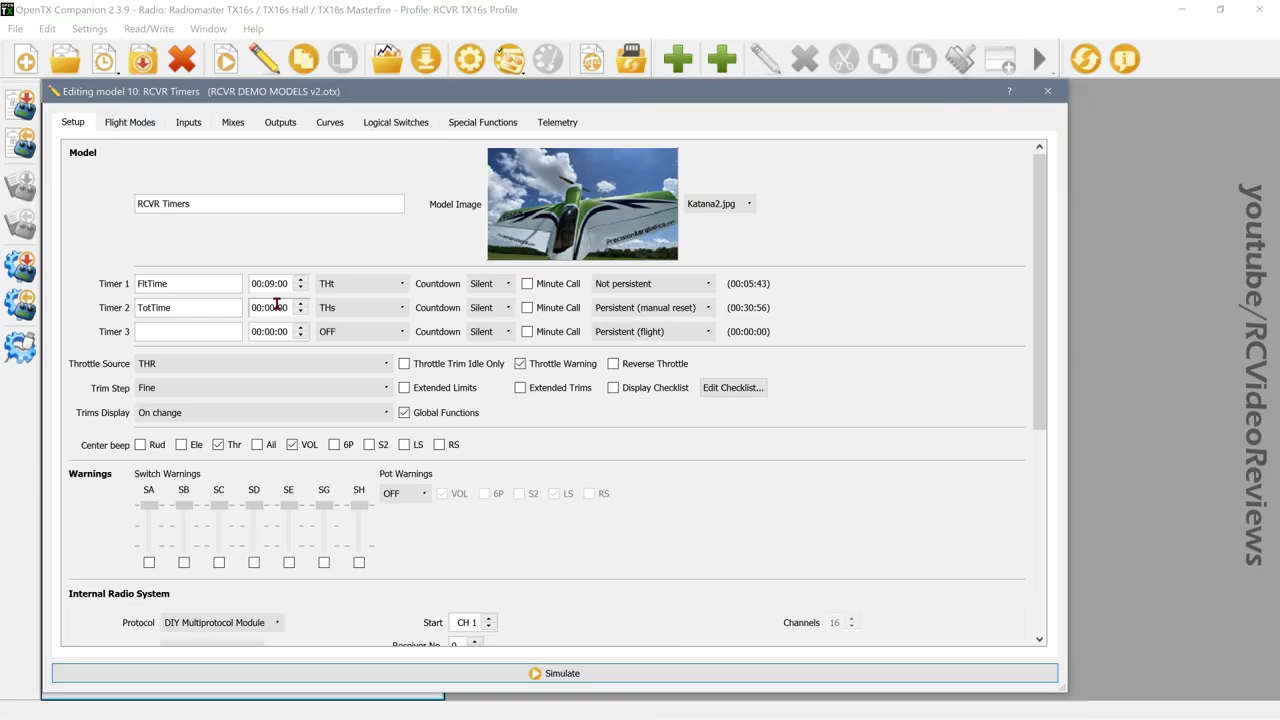 OpenTX Companion 2.3.9 - Radio: Radiomaster TX16s / TX16s Hall / TX16s Masterfire - Profile: RCVR TX16s Profile
File Edit Settings Read/Write Window Help
Editing model 10: RCVR Timers (RCVR DEMO MODELS v2.otx)
Setup Flight Modes Inputs Mixes Outputs Curves Logical Switches Special Functions Telemetry
Model
RCVR Timers Model Image Katana2.jpg
Timer 1 FltTime 00:09:00 THt Countdown Silent Minute Call Not persistent (00:05:43)
Timer 2 TotTime 00:00:00 THs Countdown Silent Minute Call Persistent (manual reset) (00:30:56)
Timer 3 00:00:00 OFF Countdown Silent Minute Call Persistent (flight) (00:00:00)
Throttle Source THR Throttle Trim Idle Only Throttle Warning Reverse Throttle
Trim Step Fine Extended Limits Extended Trims Display Checklist Edit Checklist...
Trims Display On change Global Functions
Center beep Rud Ele Thr Ail VOL 6P S2 LS RS
Warnings Switch Warnings Pot Warnings
SA SB SC SD SE SG SH OFF VOL 6P S2 LS RS
Internal Radio System
Protocol DIY Multiprotocol Module Start CH 1 Channels 16
Receiver No. 0
Simulate
youtube/RCVideoReviews